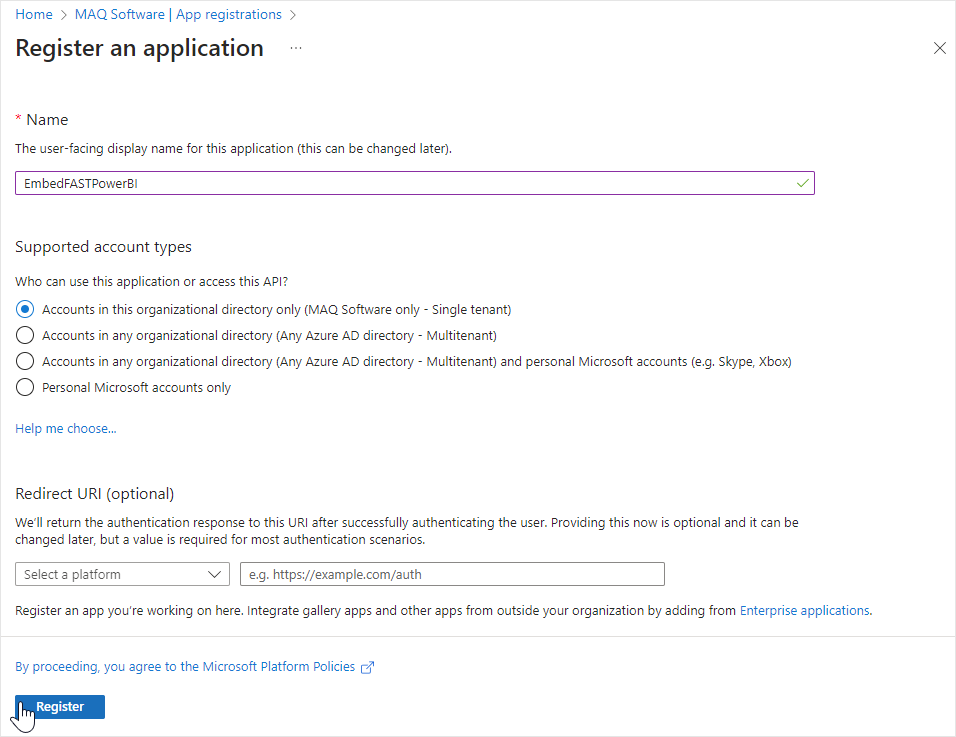 Home > MAQ Software | App registrations >
Register an application ...
* Name
The user-facing display name for this application (this can be changed later).
EmbedFASTPowerBI
Supported account types
Who can use this application or access this API?
Accounts in this organizational directory only (MAQ Software only - Single tenant)
Accounts in any organizational directory (Any Azure AD directory - Multitenant)
Accounts in any organizational directory (Any Azure AD directory - Multitenant) and personal Microsoft accounts (e.g. Skype, Xbox)
Personal Microsoft accounts only
Help me choose...
Redirect URI (optional)
We'll return the authentication response to this URI after successfully authenticating the user. Providing this now is optional and it can be
changed later, but a value is required for most authentication scenarios.
Select a platform e.g. https://example.com/auth
Register an app you're working on here. Integrate gallery apps and other apps from outside your organization by adding from Enterprise applications.
By proceeding, you agree to the Microsoft Platform Policies
Register